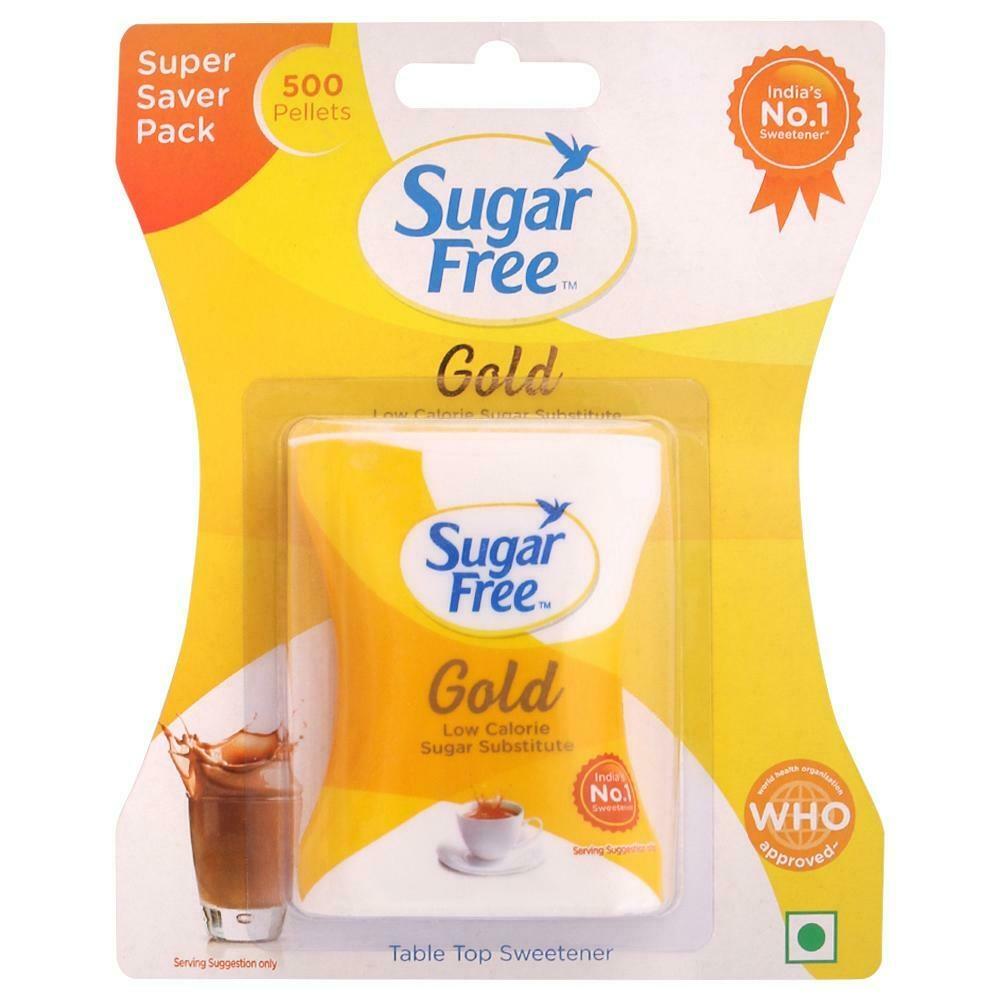 Super
Saver
Pack
500
Pellets
India's
No.1
Sweetener*
Sugar
Free™
Gold
Low Calorie Sugar Substitute
Sugar
Free™
Gold
Low Calorie
Sugar Substitute
India's
No.1
Sweetener
Serving Suggestion only
world health organisation
WHO
approved~
Serving Suggestion only
Table Top Sweetener